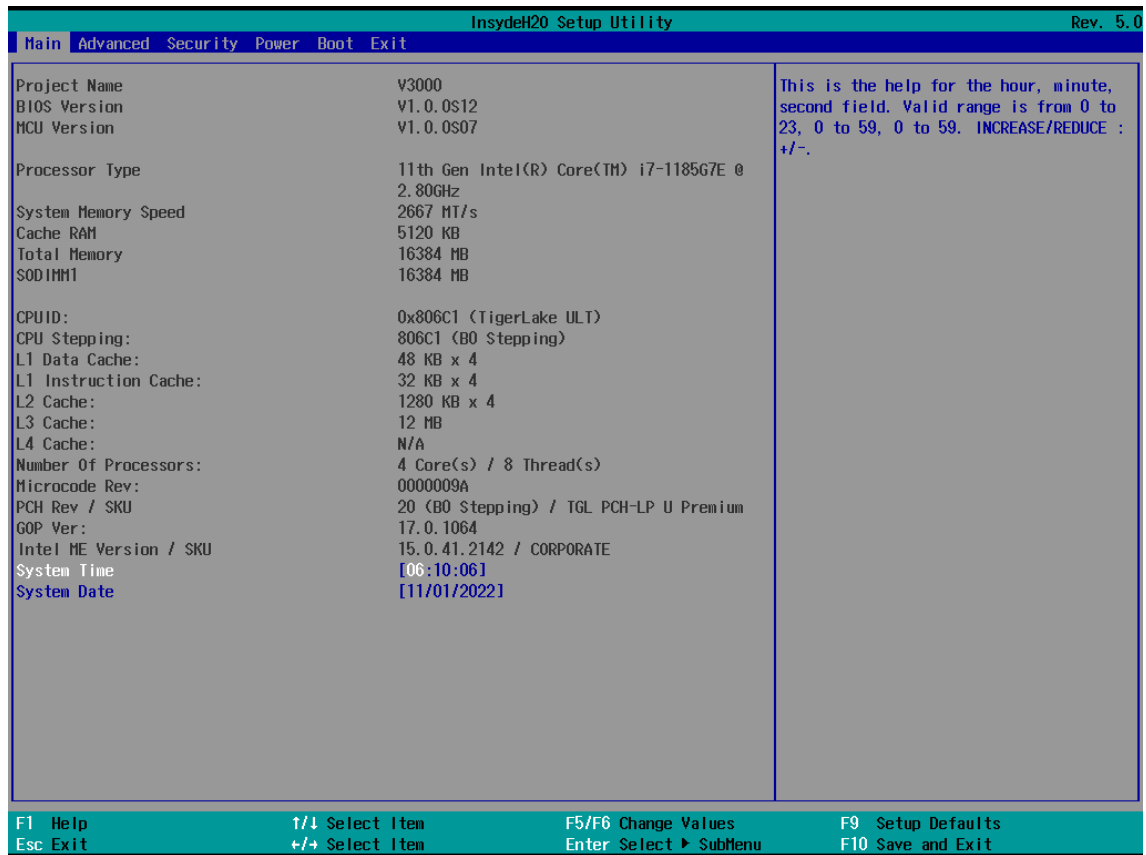 InsydeH20 Setup Utility Rev. 5.0
Main Advanced Security Power Boot Exit
Project Name V3000
BIOS Version V1.0.0S12
MCU Version V1.0.0S07
Processor Type 11th Gen Intel(R) Core(TM) i7-1185G7E @
2.80GHz
System Memory Speed 2667 MT/s
Cache RAM 5120 KB
Total Memory 16384 MB
SODIMM1 16384 MB
CPUID: 0x806C1 (TigerLake ULT)
CPU Stepping: 806C1 (B0 Stepping)
L1 Data Cache: 48 KB x 4
L1 Instruction Cache: 32 KB x 4
L2 Cache: 1280 KB x 4
L3 Cache: 12 MB
L4 Cache: N/A
Number Of Processors: 4 Core(s) / 8 Thread(s)
Microcode Rev: 0000009A
PCH Rev / SKU 20 (B0 Stepping) / TGL PCH-LP U Premium
GOP Ver: 17.0.1064
Intel ME Version / SKU 15.0.41.2142 / CORPORATE
System Time [06:10:06]
System Date [11/01/2022]
This is the help for the hour, minute,
second field. Valid range is from 0 to
23, 0 to 59, 0 to 59. INCREASE/REDUCE :
+/-.
F1 Help ↑/↓ Select Item F5/F6 Change Values F9 Setup Defaults
Esc Exit ←/→ Select Item Enter Select ▶ SubMenu F10 Save and Exit